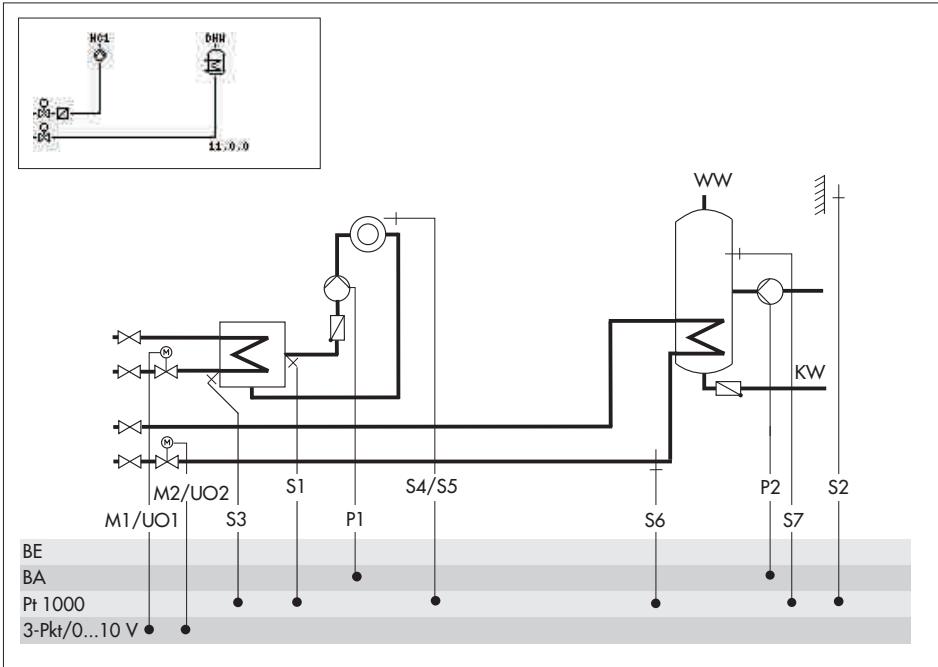 HC1
DHW
11.0.0
WW
KW
M
M
M1/UO1
M2/UO2
S3
S1
P1
S4/S5
S6
P2
S7
S2
BE
BA
Pt 1000
3-Pkt/0...10 V